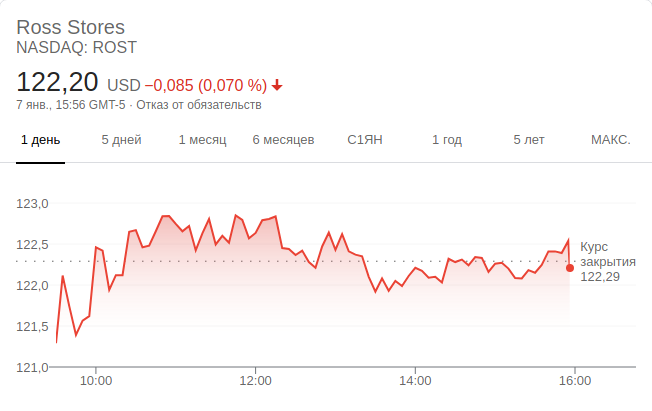 Ross Stores
NASDAQ: ROST
122,20 USD −0,085 (0,070 %)
7 янв., 15:56 GMT-5 · Отказ от обязательств
1 день 5 дней 1 месяц 6 месяцев С1ЯН 1 год 5 лет МАКС.
123,0
122,5
122,0
121,5
121,0
Курс
закрытия
122,29
10:00 12:00 14:00 16:00